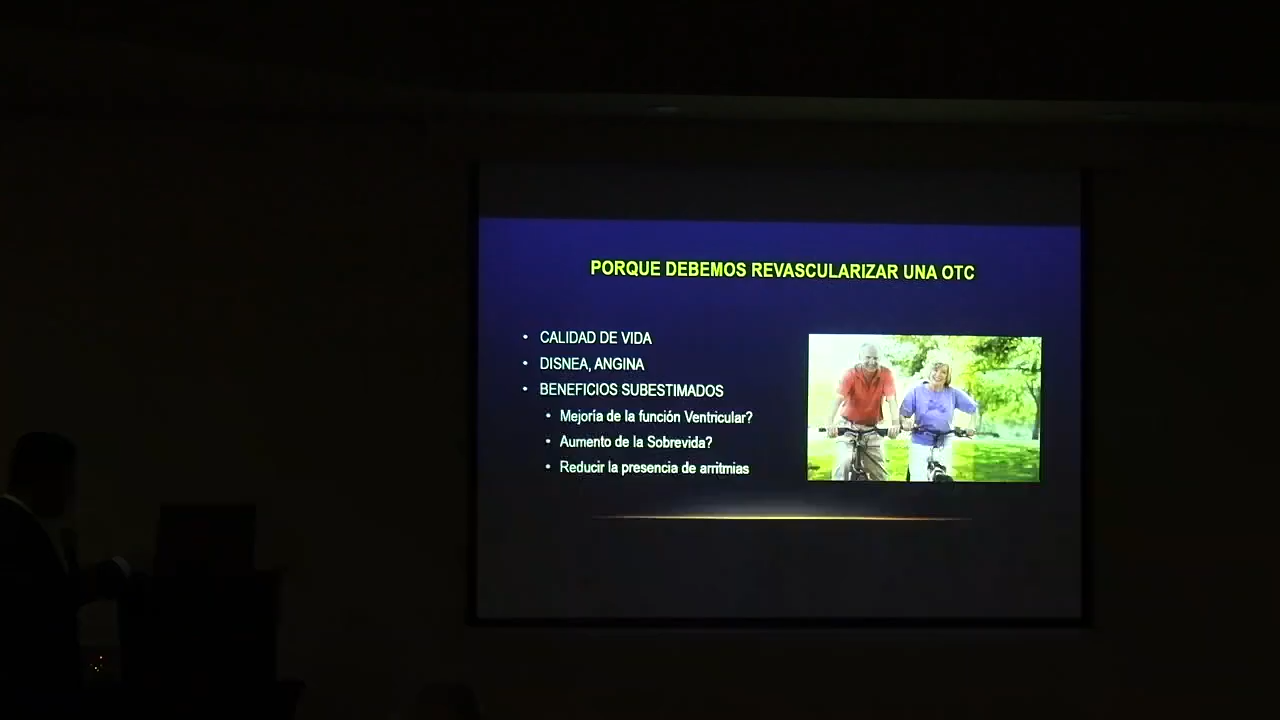 PORQUE DEBEMOS REVASCULARIZAR UNA OTC
• CALIDAD DE VIDA
• DISNEA, ANGINA
• BENEFICIOS SUBESTIMADOS
• Mejoría de la función Ventricular?
• Aumento de la Sobrevida?
• Reducir la presencia de arritmias